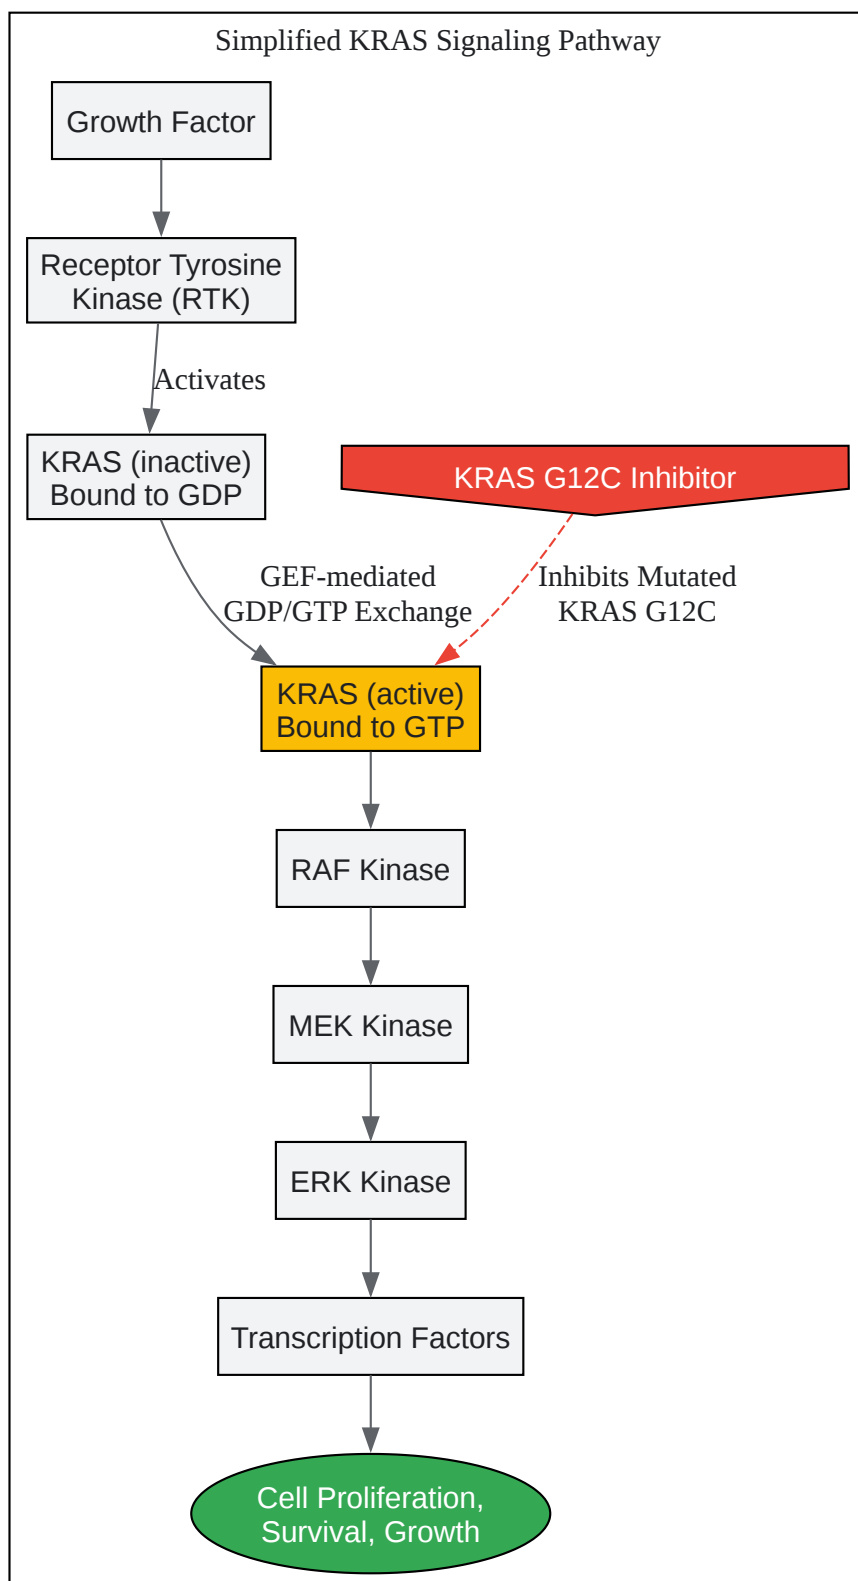 Simplified KRAS Signaling Pathway
Growth Factor
Receptor Tyrosine
Kinase (RTK)
Activates
KRAS (inactive)
Bound to GDP
KRAS G12C Inhibitor
GEF-mediated
GDP/GTP Exchange
Inhibits Mutated
KRAS G12C
KRAS (active)
Bound to GTP
RAF Kinase
MEK Kinase
ERK Kinase
Transcription Factors
Cell Proliferation,
Survival, Growth